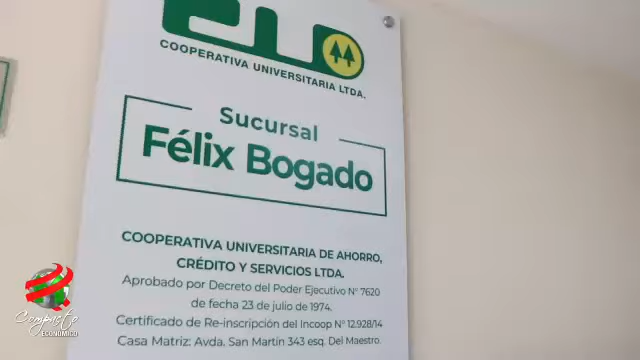 COOPERATIVA UNIVERSITARIA LTDA.
Sucursal
Félix Bogado
COOPERATIVA UNIVERSITARIA DE AHORRO,
CRÉDITO Y SERVICIOS LTDA.
Aprobado por Decreto del Poder Ejecutivo N° 7620
de fecha 23 de julio de 1974.
Certificado de Re-inscripción del Incoop N° 12.928/14
Casa Matriz: Avda. San Martín 343 esq. Del Maestro.
Compacto
ECONÓMICO